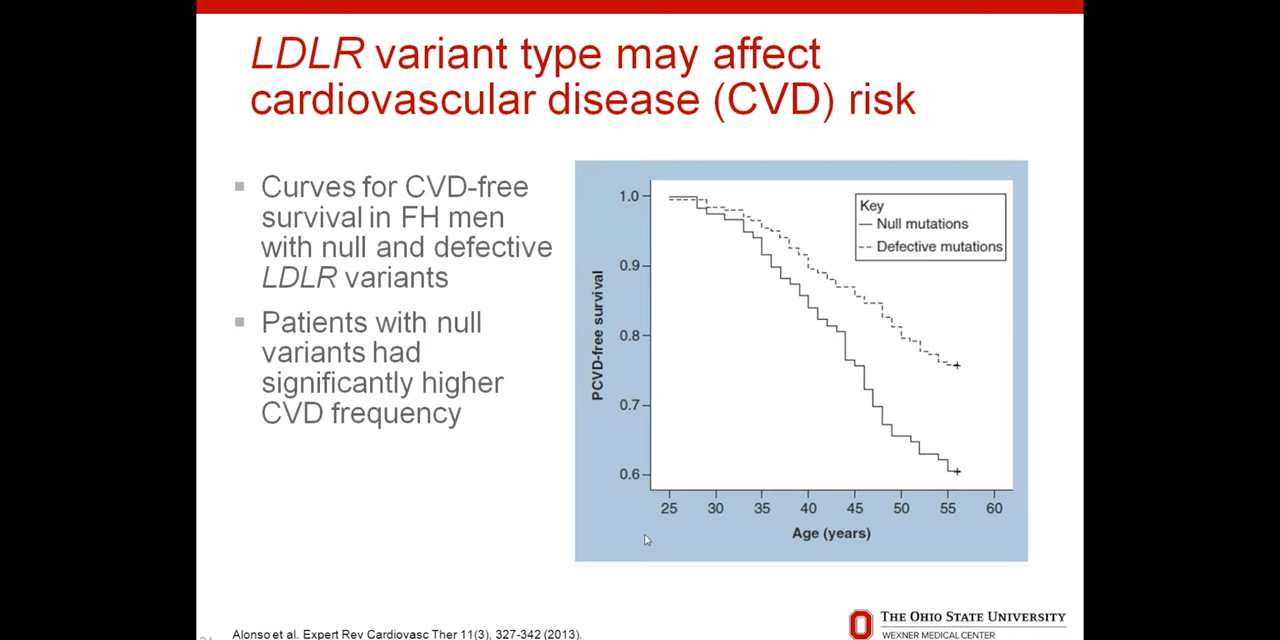 LDLR variant type may affect
cardiovascular disease (CVD) risk
Curves for CVD-free
survival in FH men
with null and defective
LDLR variants
Patients with null
variants had
significantly higher
CVD frequency
Key
Null mutations
Defective mutations
PCVD-free survival
1.0
0.9
0.8
0.7
0.6
25 30 35 40 45 50 55 60
Age (years)
Alonso et al. Expert Rev Cardiovasc Ther 11(3), 327-342 (2013).
THE OHIO STATE UNIVERSITY
WEXNER MEDICAL CENTER